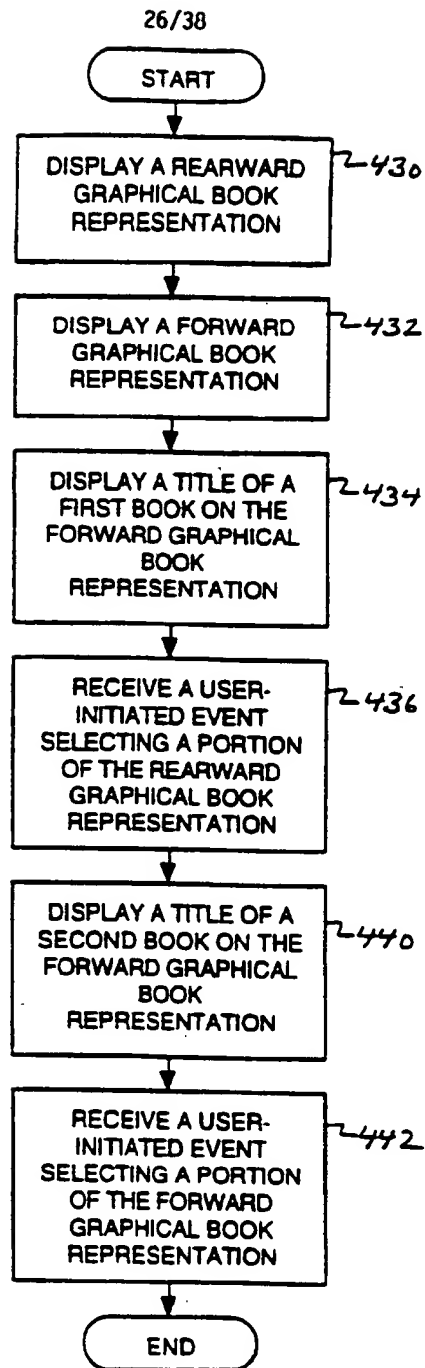 26/38
START
DISPLAY A REARWARD
GRAPHICAL BOOK
REPRESENTATION
430
DISPLAY A FORWARD
GRAPHICAL BOOK
REPRESENTATION
432
DISPLAY A TITLE OF A
FIRST BOOK ON THE
FORWARD GRAPHICAL
BOOK
REPRESENTATION
434
RECEIVE A USER-
INITIATED EVENT
SELECTING A PORTION
OF THE REARWARD
GRAPHICAL BOOK
REPRESENTATION
436
DISPLAY A TITLE OF A
SECOND BOOK ON THE
FORWARD GRAPHICAL
BOOK
REPRESENTATION
440
RECEIVE A USER-
INITIATED EVENT
SELECTING A PORTION
OF THE FORWARD
GRAPHICAL BOOK
REPRESENTATION
442
END